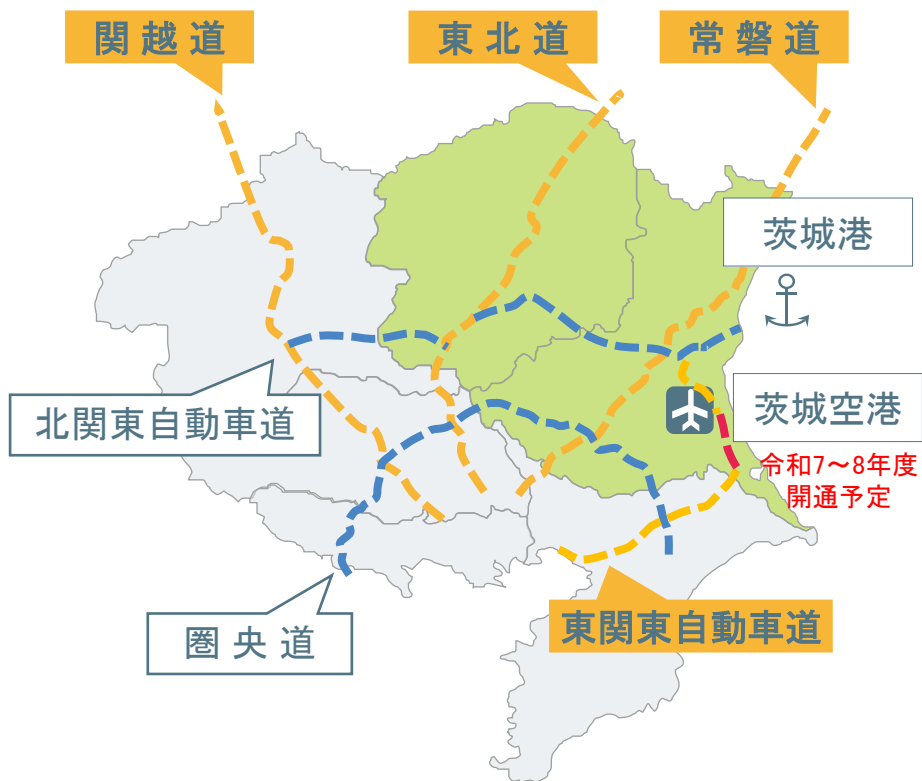 関越道
東北道
常磐道
茨城港
北関東自動車道
茨城空港
令和7～8年度
開通予定
圏央道
東関東自動車道